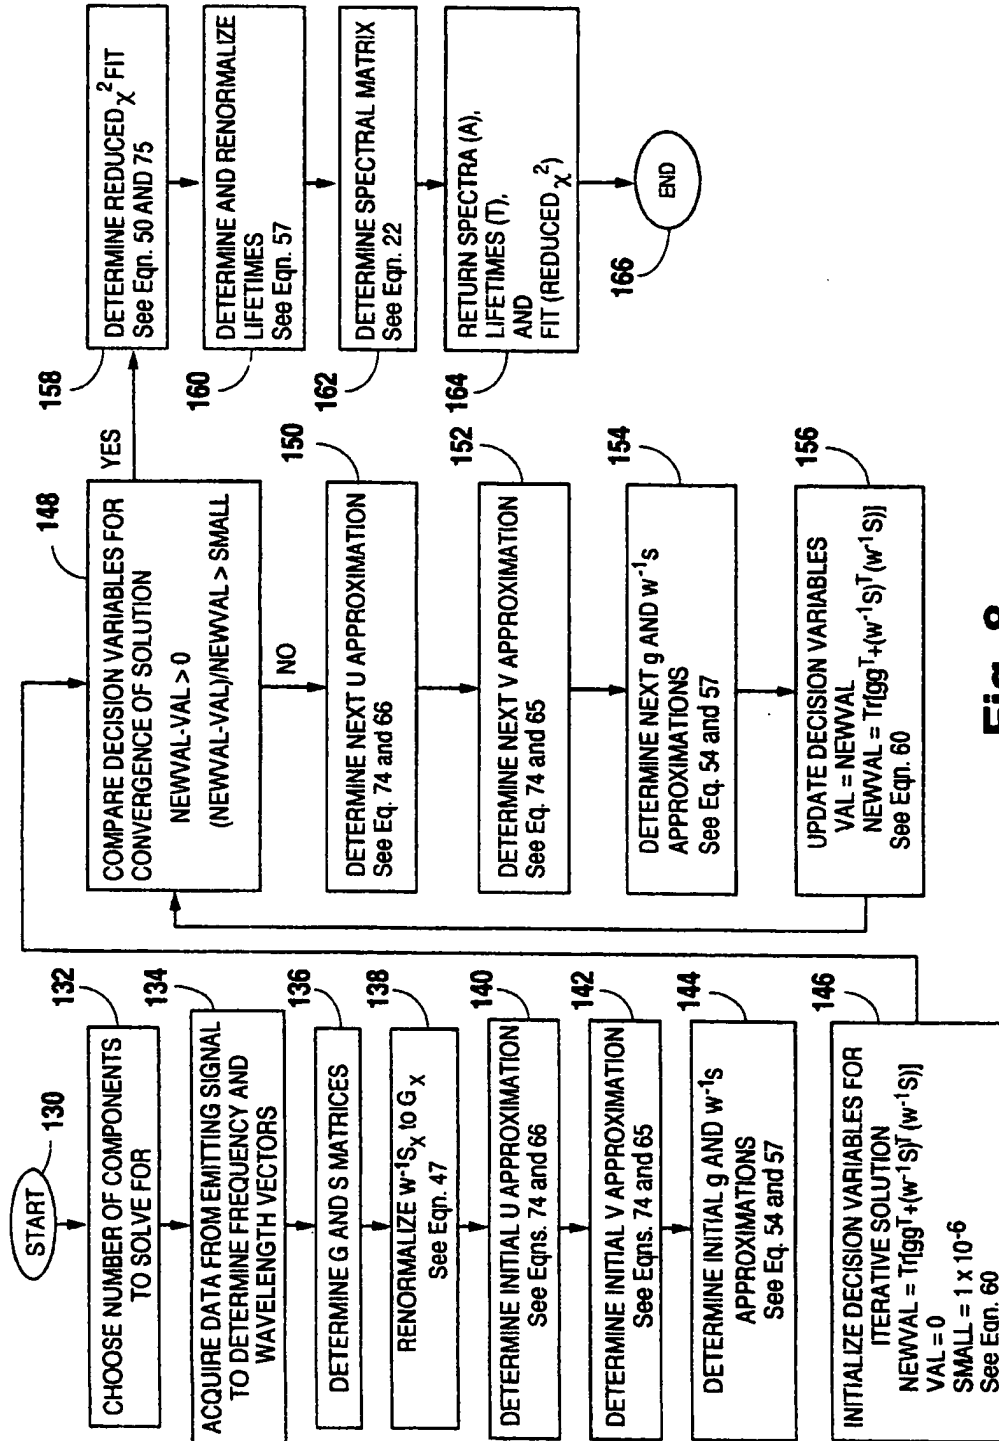 START
130
CHOOSE NUMBER OF COMPONENTS
TO SOLVE FOR
132
ACQUIRE DATA FROM EMITTING SIGNAL
TO DETERMINE FREQUENCY AND
WAVELENGTH VECTORS
134
DETERMINE G AND S MATRICES
136
RENORMALIZE w⁻¹Sₓ to Gₓ
See Eqn. 47
138
DETERMINE INITIAL U APPROXIMATION
See Eqns. 74 and 66
140
DETERMINE INITIAL V APPROXIMATION
See Eqns. 74 and 65
142
DETERMINE INITIAL g AND w⁻¹s
APPROXIMATIONS
See Eq. 54 and 57
144
INITIALIZE DECISION VARIABLES FOR
ITERATIVE SOLUTION
NEWVAL = Tr[ggᵀ+(w⁻¹S)ᵀ(w⁻¹S)]
VAL = 0
SMALL = 1 x 10⁻⁶
See Eqn. 60
146
COMPARE DECISION VARIABLES FOR
CONVERGENCE OF SOLUTION
NEWVAL-VAL > 0
(NEWVAL-VAL)/NEWVAL > SMALL
148
YES
NO
DETERMINE NEXT U APPROXIMATION
See Eq. 74 and 66
150
DETERMINE NEXT V APPROXIMATION
See Eq. 74 and 65
152
DETERMINE NEXT g AND w⁻¹s
APPROXIMATIONS
See Eq. 54 and 57
154
UPDATE DECISION VARIABLES
VAL = NEWVAL
NEWVAL = Tr[ggᵀ+(w⁻¹S)ᵀ(w⁻¹S)]
See Eqn. 60
156
DETERMINE REDUCED χ² FIT
See Eqn. 50 AND 75
158
DETERMINE AND RENORMALIZE
LIFETIMES
See Eqn. 57
160
DETERMINE SPECTRAL MATRIX
See Eqn. 22
162
RETURN SPECTRA (A),
LIFETIMES (T),
AND
FIT (REDUCED χ²)
164
END
166